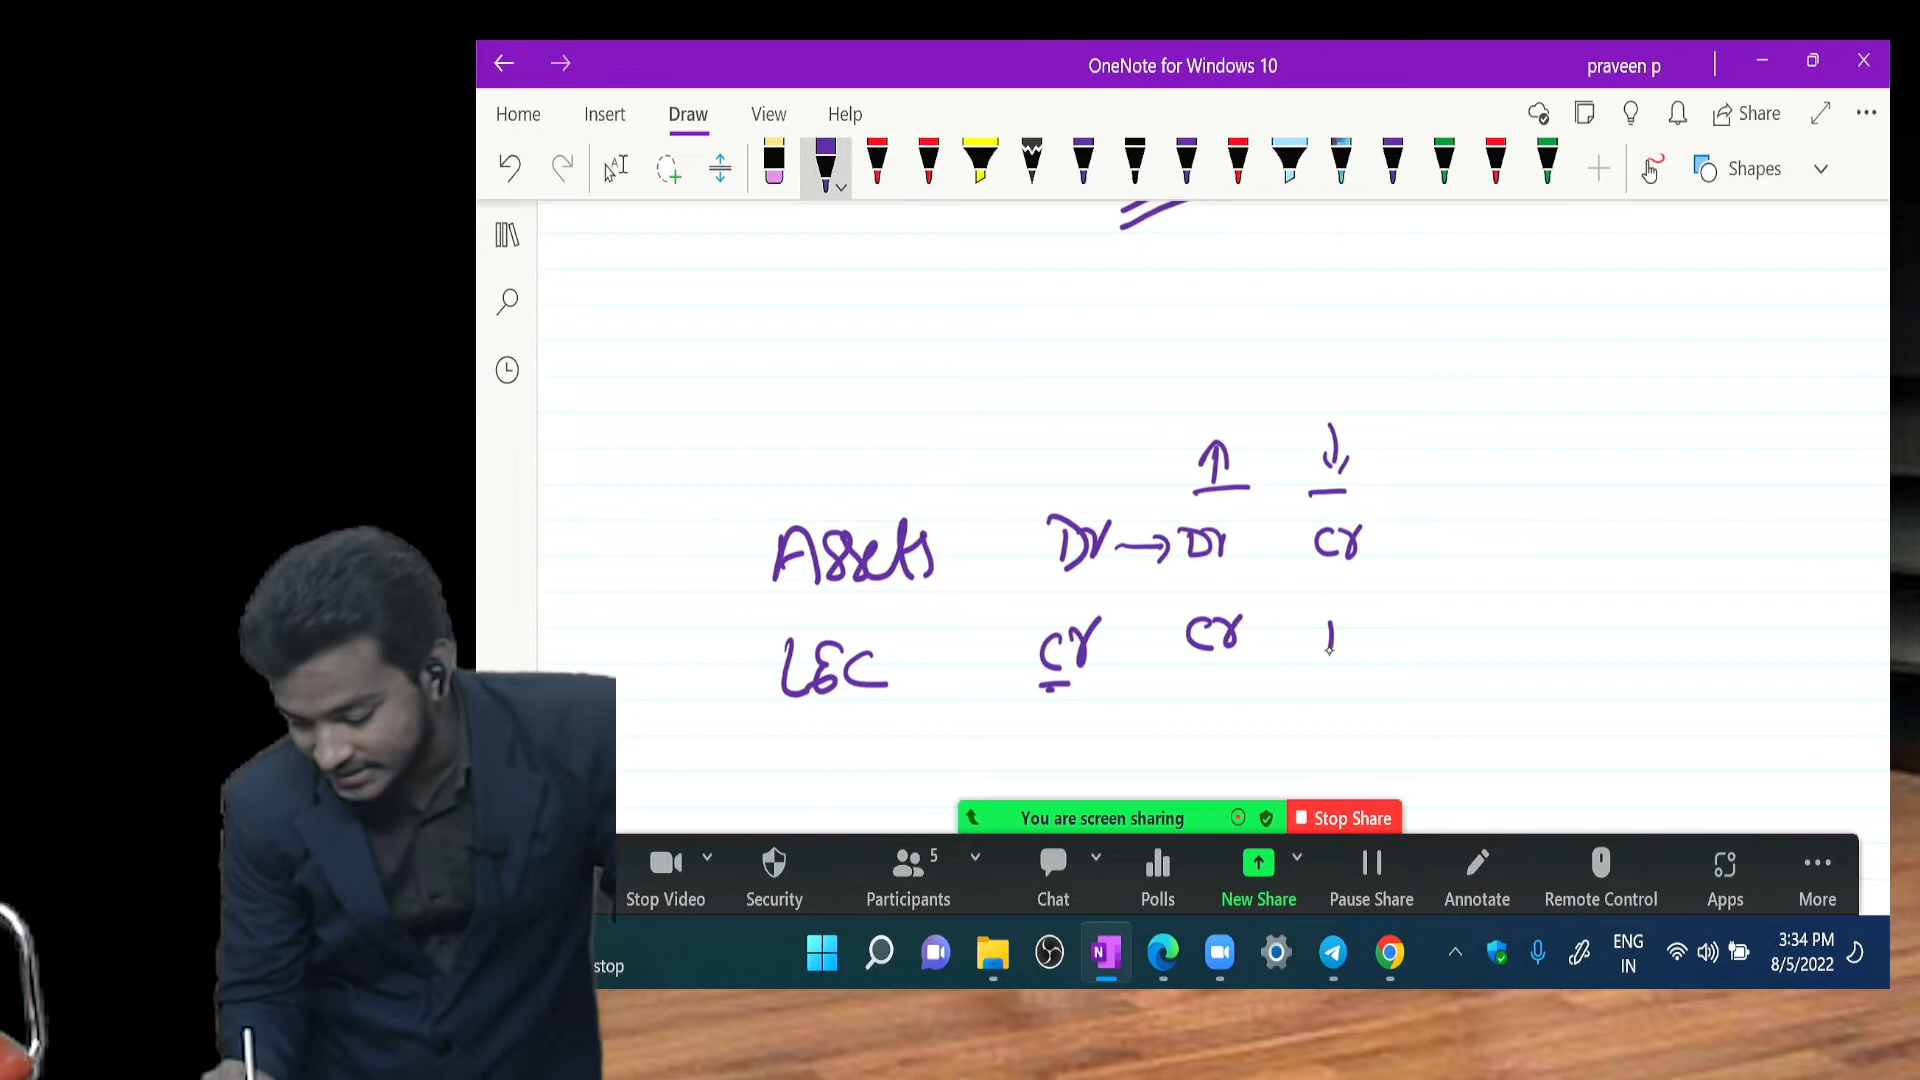 OneNote for Windows 10
praveen p
Home Insert Draw View Help Share
Shapes
Assets Dr → Dr Cr
L&C Cr Cr
You are screen sharing Stop Share
5
Stop Video Security Participants Chat Polls New Share Pause Share Annotate Remote Control Apps More
stop
ENG
IN
3:34 PM
8/5/2022